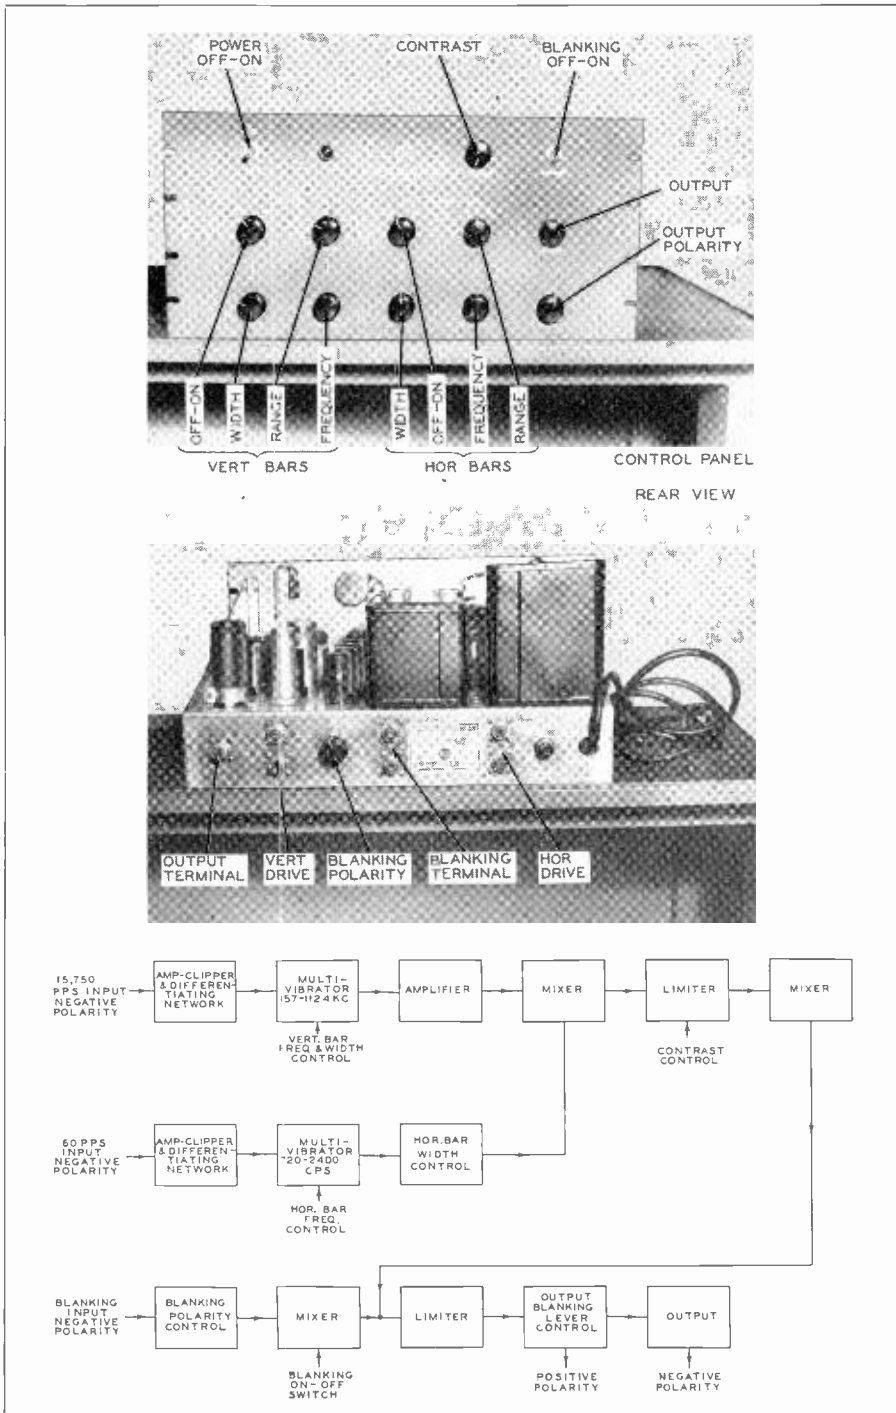 POWER
OFF-ON
CONTRAST
BLANKING
OFF-ON
OUTPUT
OUTPUT
POLARITY
OFF-ON
WIDTH
RANGE
FREQUENCY
WIDTH
OFF-ON
FREQUENCY
RANGE
VERT BARS
HOR BARS
CONTROL PANEL
REAR VIEW
OUTPUT
TERMINAL
VERT
DRIVE
BLANKING
POLARITY
BLANKING
TERMINAL
HOR
DRIVE
15,750
PPS INPUT
NEGATIVE
POLARITY
AMP-CLIPPER
& DIFFEREN-
TIATING
NETWORK
MULTI-
VIBRATOR
157-1124 KC
AMPLIFIER
MIXER
LIMITER
MIXER
VERT. BAR
FREQ & WIDTH
CONTROL
CONTRAST
CONTROL
60 PPS
INPUT
NEGATIVE
POLARITY
AMP-CLIPPER
& DIFFEREN-
TIATING
NETWORK
MULTI-
VIBRATOR
20-2400
CPS
HOR. BAR
WIDTH
CONTROL
HOR. BAR
FREQ.
CONTROL
BLANKING
INPUT
NEGATIVE
POLARITY
BLANKING
POLARITY
CONTROL
MIXER
LIMITER
OUTPUT
BLANKING
LEVER
CONTROL
OUTPUT
BLANKING
ON-OFF
SWITCH
POSITIVE
POLARITY
NEGATIVE
POLARITY